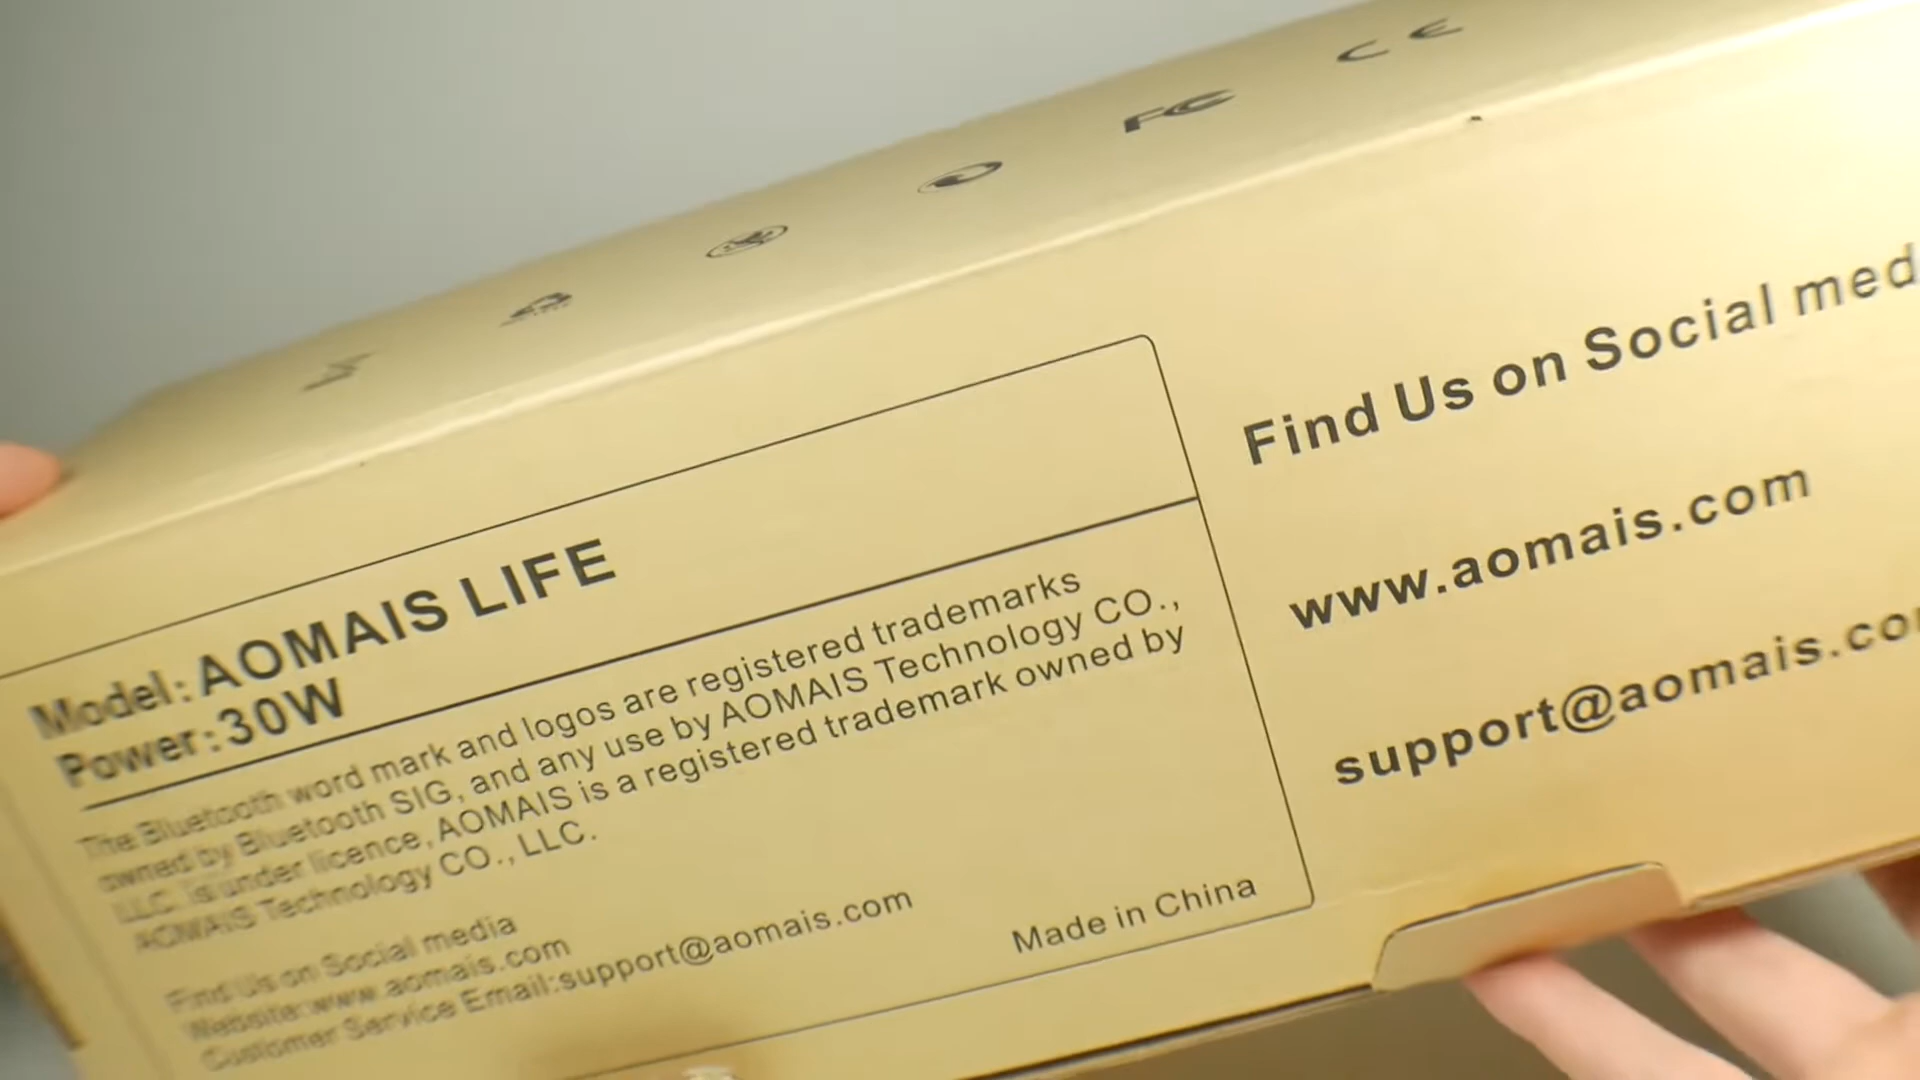 FC CE
Model: AOMAIS LIFE
Power: 30W
The Bluetooth word mark and logos are registered trademarks
owned by Bluetooth SIG, and any use by AOMAIS Technology CO.,
LLC. is under licence, AOMAIS is a registered trademark owned by
AOMAIS Technology CO., LLC.
Find Us on Social media
Website:www.aomais.com
Customer Service Email:support@aomais.com
Made in China
Find Us on Social med
www.aomais.com
support@aomais.co